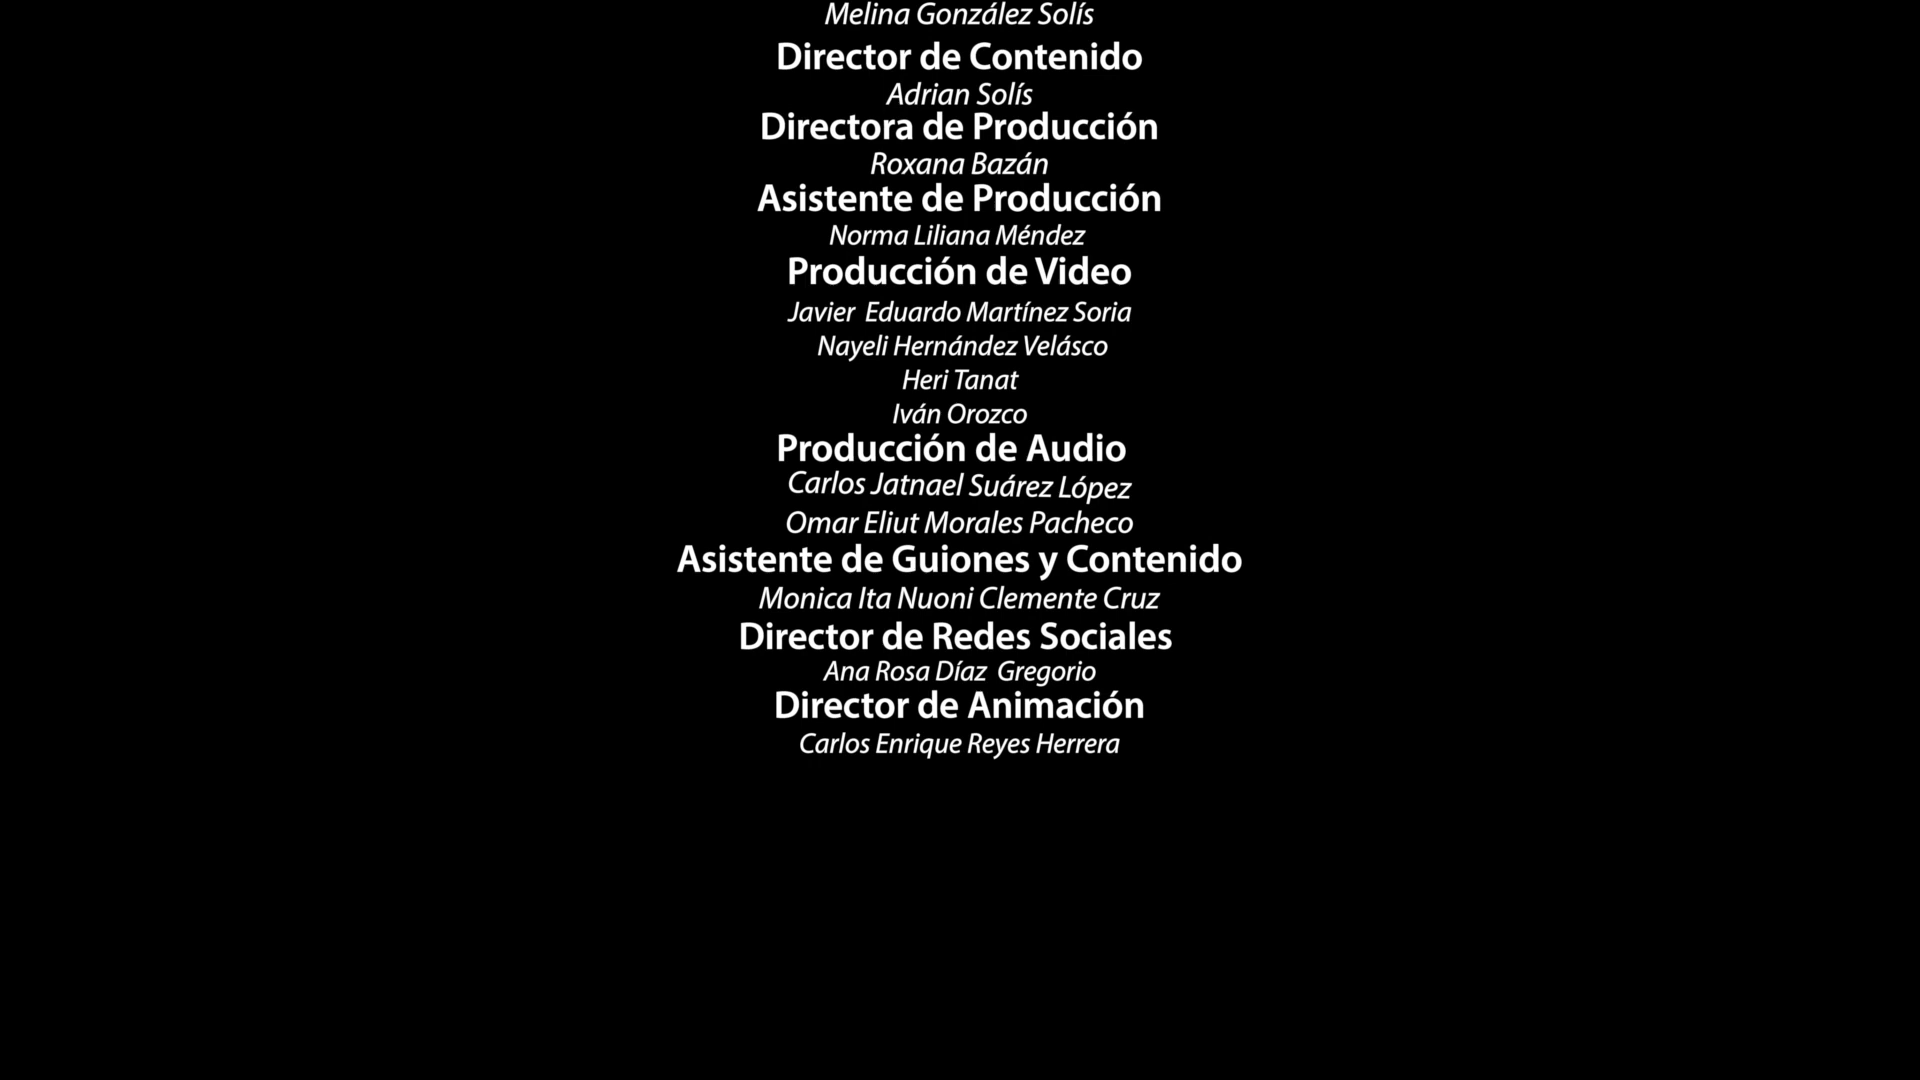 Melina González Solís
Director de Contenido
Adrian Solís
Directora de Producción
Roxana Bazán
Asistente de Producción
Norma Liliana Méndez
Producción de Video
Javier  Eduardo Martínez Soria
Nayeli Hernández Velásco
Heri Tanat
Iván Orozco
Producción de Audio
Carlos Jatnael Suárez López
Omar Eliut Morales Pacheco
Asistente de Guiones y Contenido
Monica Ita Nuoni Clemente Cruz
Director de Redes Sociales
Ana Rosa Díaz  Gregorio
Director de Animación
Carlos Enrique Reyes Herrera